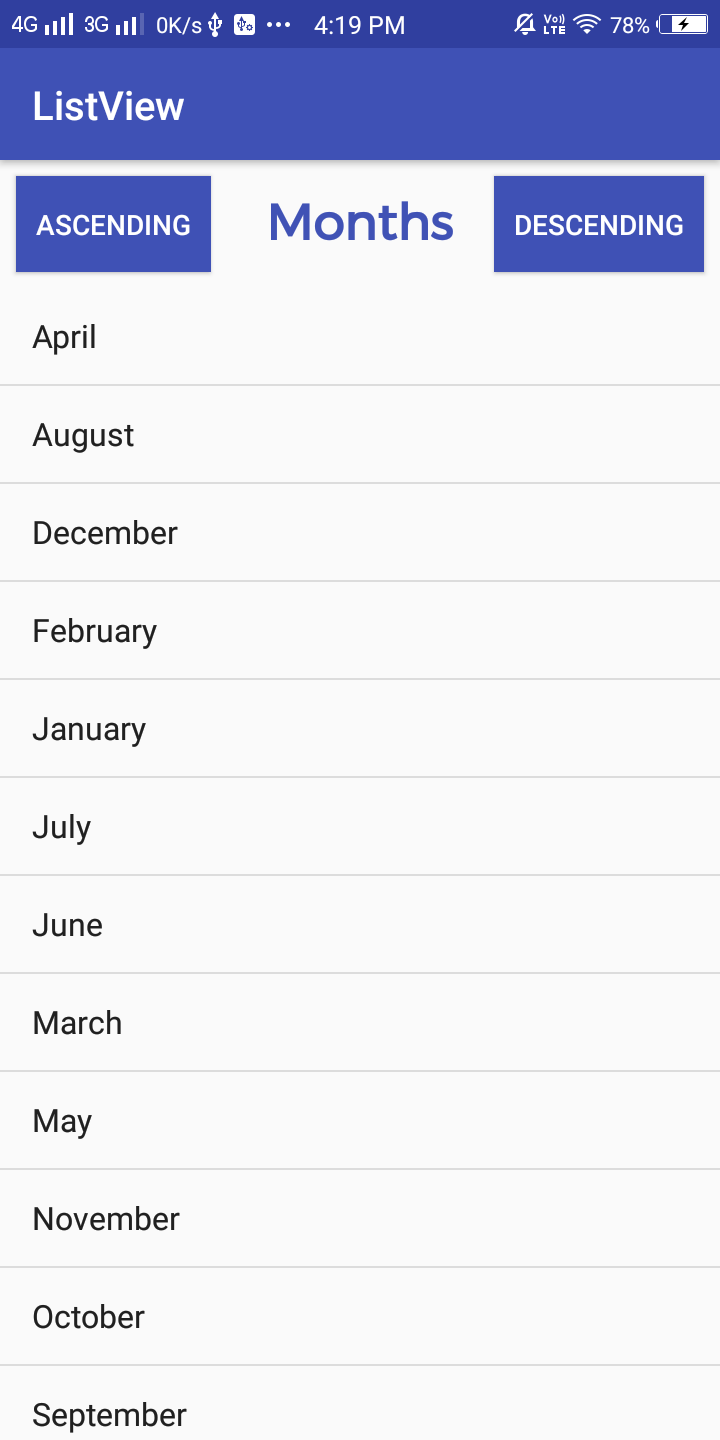 4G 3G 0K/s ••• 4:19 PM Vo)) LTE 78%
ListView
ASCENDING Months DESCENDING
April
August
December
February
January
July
June
March
May
November
October
September